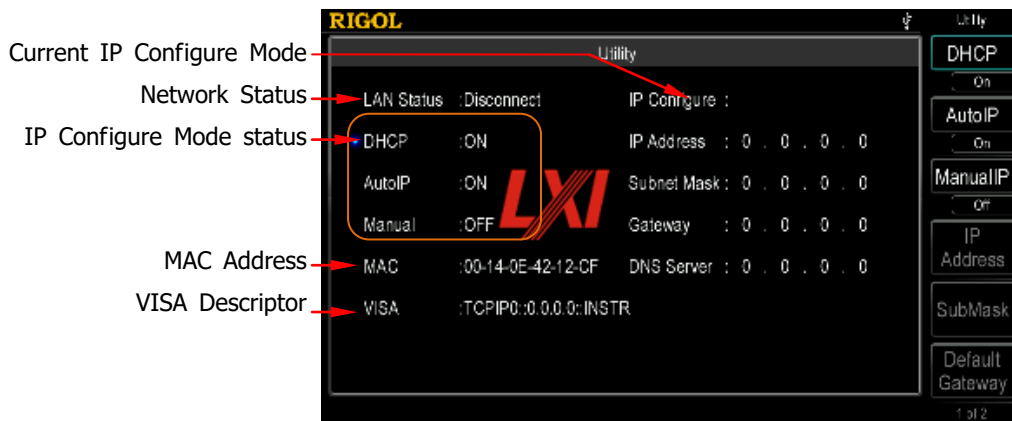 RIGOL
Utility
Current IP Configure Mode
Network Status
IP Configure Mode status
MAC Address
VISA Descriptor
Utility
LAN Status :Disconnect
DHCP :ON
AutoIP :ON
Manual :OFF
MAC :00-14-0E-42-12-CF
VISA :TCPIP0::0.0.0.0::INSTR
IP Configure :
IP Address : 0 . 0 . 0 . 0
Subnet Mask : 0 . 0 . 0 . 0
Gateway : 0 . 0 . 0 . 0
DNS Server : 0 . 0 . 0 . 0
LXI
DHCP
On
AutoIP
On
ManualIP
Off
IP
Address
SubMask
Default
Gateway
1 of 2